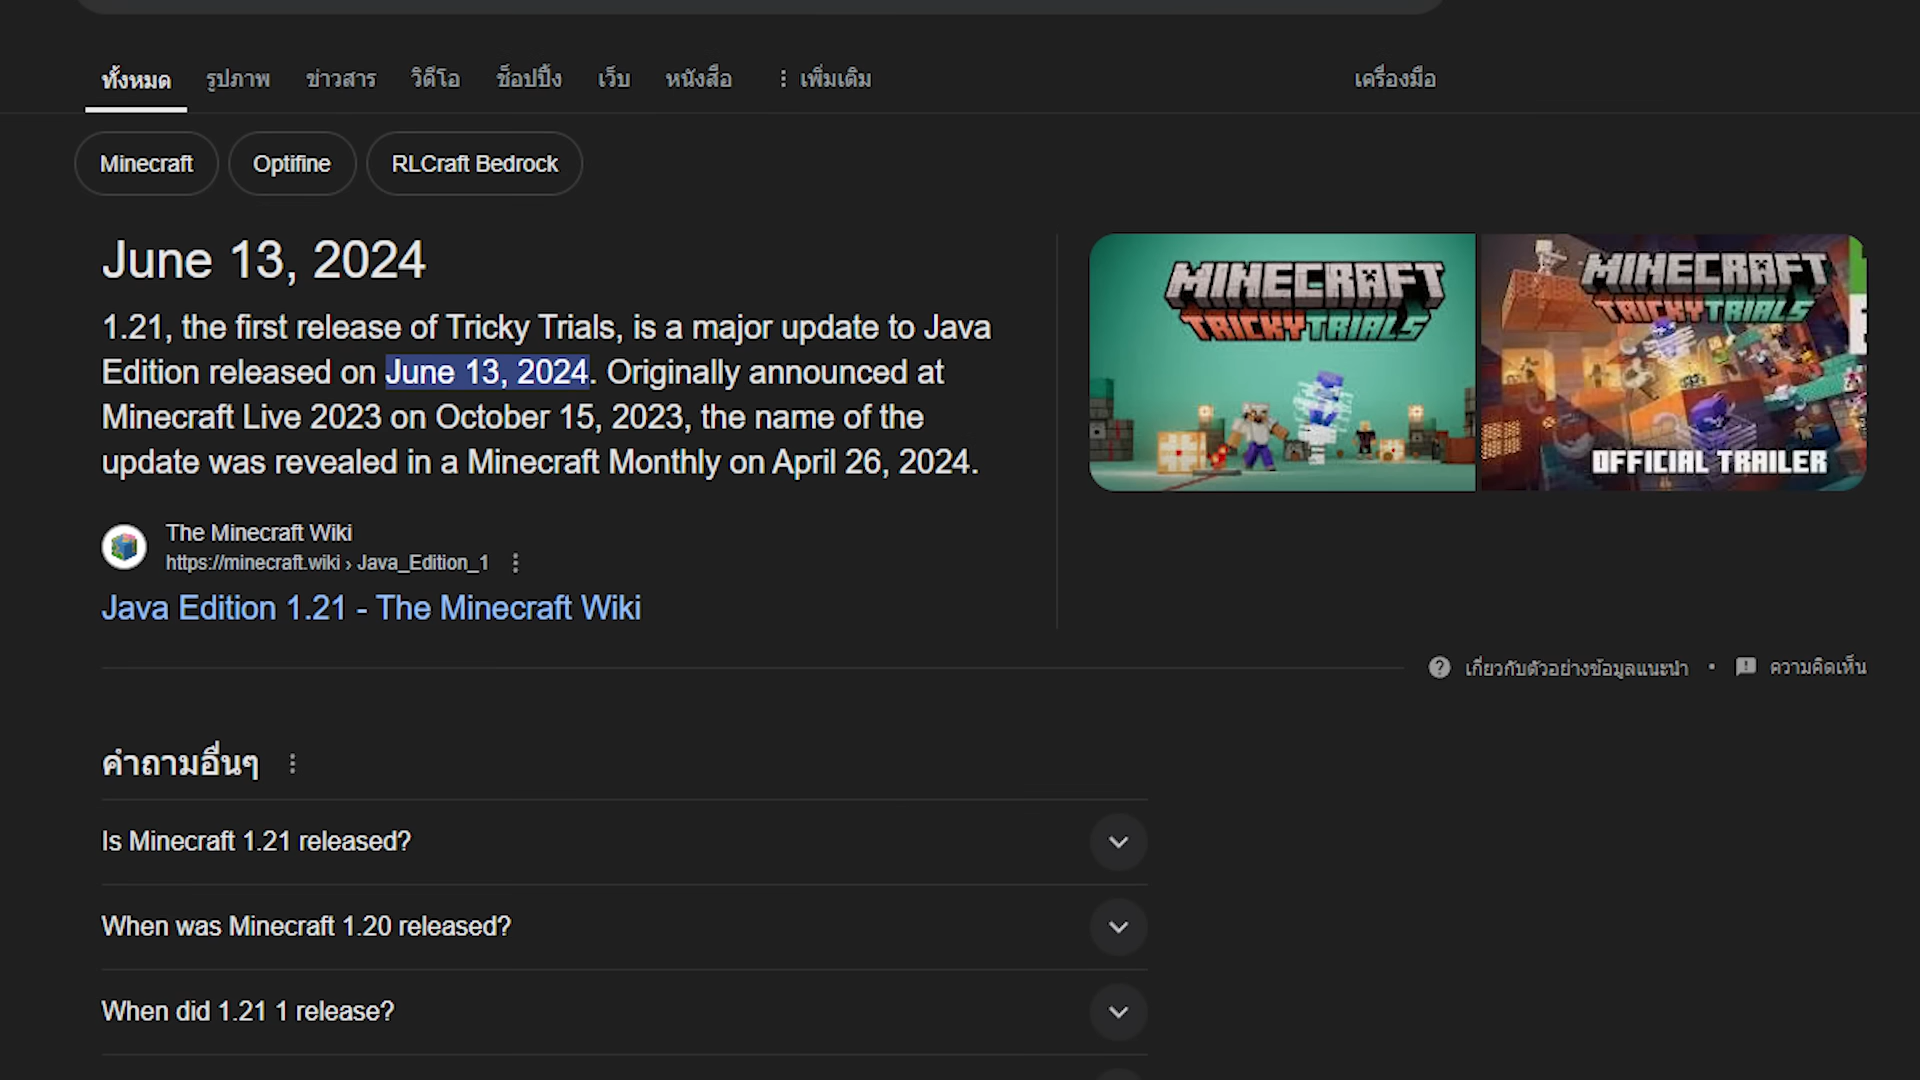 ทั้งหมด รูปภาพ ข่าวสาร วิดีโอ ช็อปปิ้ง เว็บ หนังสือ เพิ่มเติม เครื่องมือ
Minecraft Optifine RLCraft Bedrock
June 13, 2024
1.21, the first release of Tricky Trials, is a major update to Java
Edition released on June 13, 2024. Originally announced at
Minecraft Live 2023 on October 15, 2023, the name of the
update was revealed in a Minecraft Monthly on April 26, 2024.
MINECRAFT
TRICKY TRIALS
MINECRAFT
TRICKY TRIALS
OFFICIAL TRAILER
The Minecraft Wiki
https://minecraft.wiki › Java_Edition_1
Java Edition 1.21 - The Minecraft Wiki
เกี่ยวกับตัวอย่างข้อมูลแนะนำ • ความคิดเห็น
คำถามอื่นๆ
Is Minecraft 1.21 released?
When was Minecraft 1.20 released?
When did 1.21 1 release?